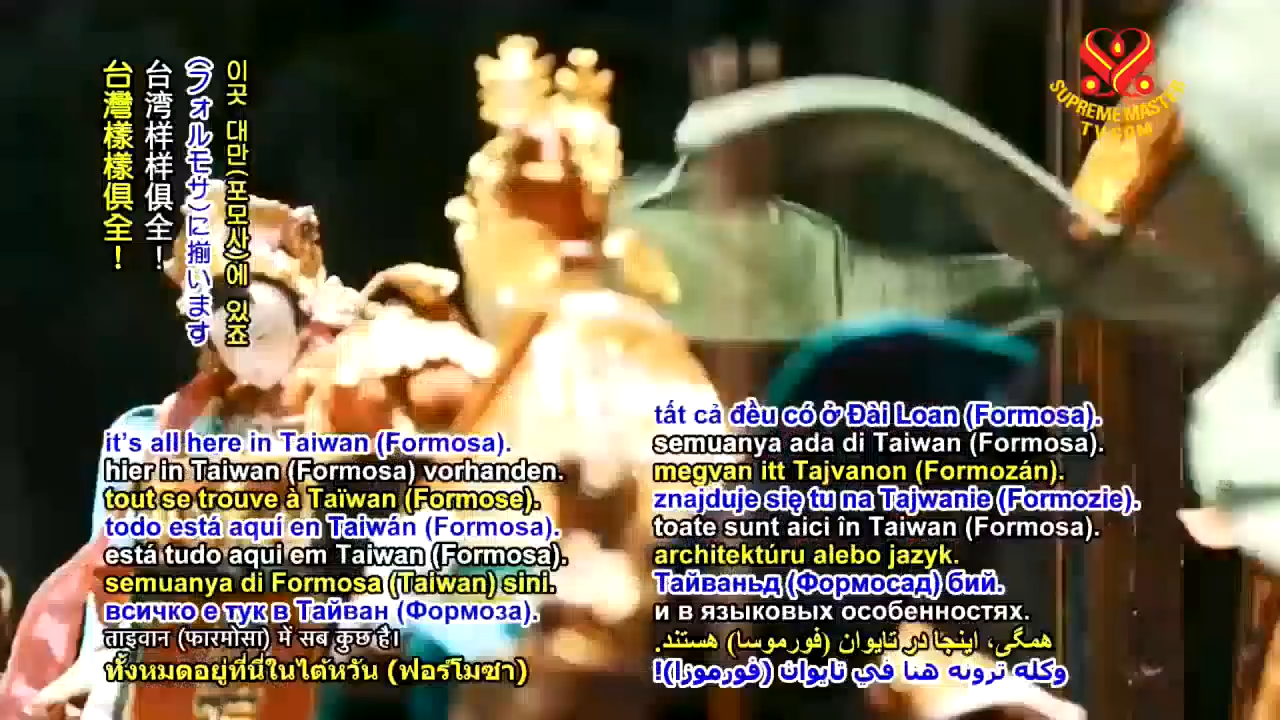 이곳 대만(포모사)에 있죠
(フォルモサ)に揃います
台湾样样俱全！
台灣樣樣俱全！
SUPREME MASTER
TV.COM
it's all here in Taiwan (Formosa).
hier in Taiwan (Formosa) vorhanden.
tout se trouve à Taïwan (Formose).
todo está aquí en Taiwán (Formosa).
está tudo aqui em Taiwan (Formosa).
semuanya di Formosa (Taiwan) sini.
всичко е тук в Тайван (Формоза).
ताइवान (फारमोसा) में सब कुछ है।
ทั้งหมดอยู่ที่นี่ในไต้หวัน (ฟอร์โมซา)
tất cả đều có ở Đài Loan (Formosa).
semuanya ada di Taiwan (Formosa).
megvan itt Tajvanon (Formozán).
znajduje się tu na Tajwanie (Formozie).
toate sunt aici în Taiwan (Formosa).
architektúru alebo jazyk.
Тайваньд (Формосад) бий.
и в языковых особенностях.
همگی، اینجا در تایوان (فورموسا) هستند.
وكله ترونه هنا في تايوان (فورموزا)!